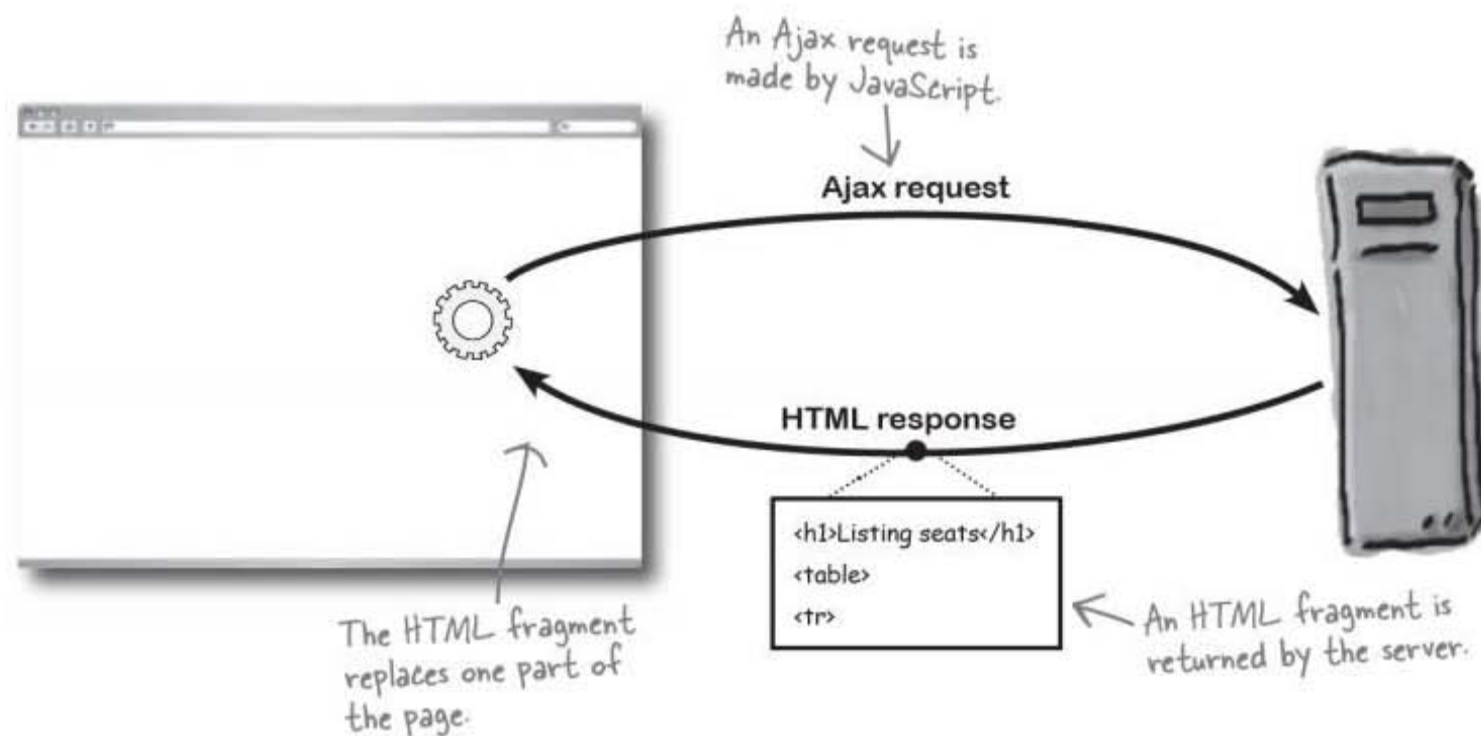 An Ajax request is
made by JavaScript.
Ajax request
HTML response
<h1>Listing seats</h1>
<table>
<tr>
The HTML fragment
replaces one part of
the page.
An HTML fragment is
returned by the server.